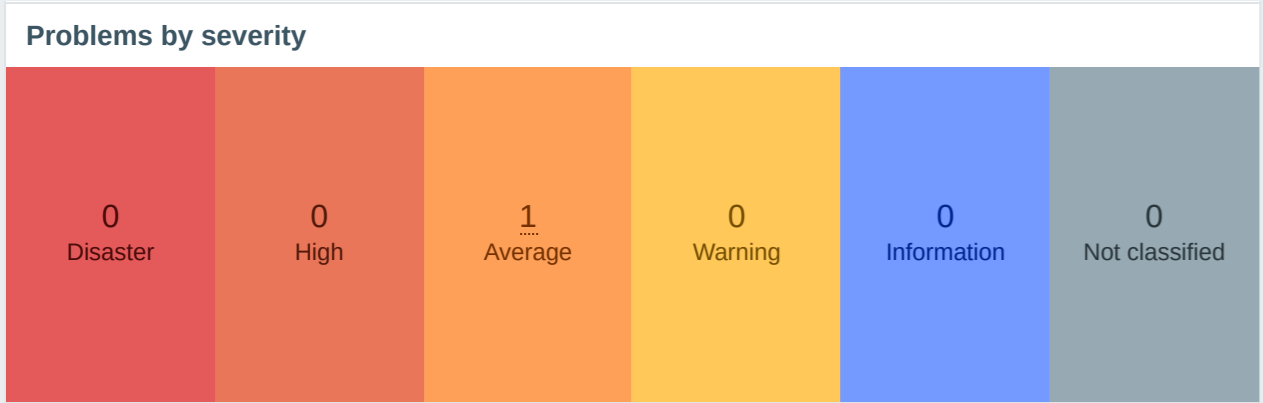 Problems by severity
0 0 1 0 0 0
Disaster High Average Warning Information Not classified